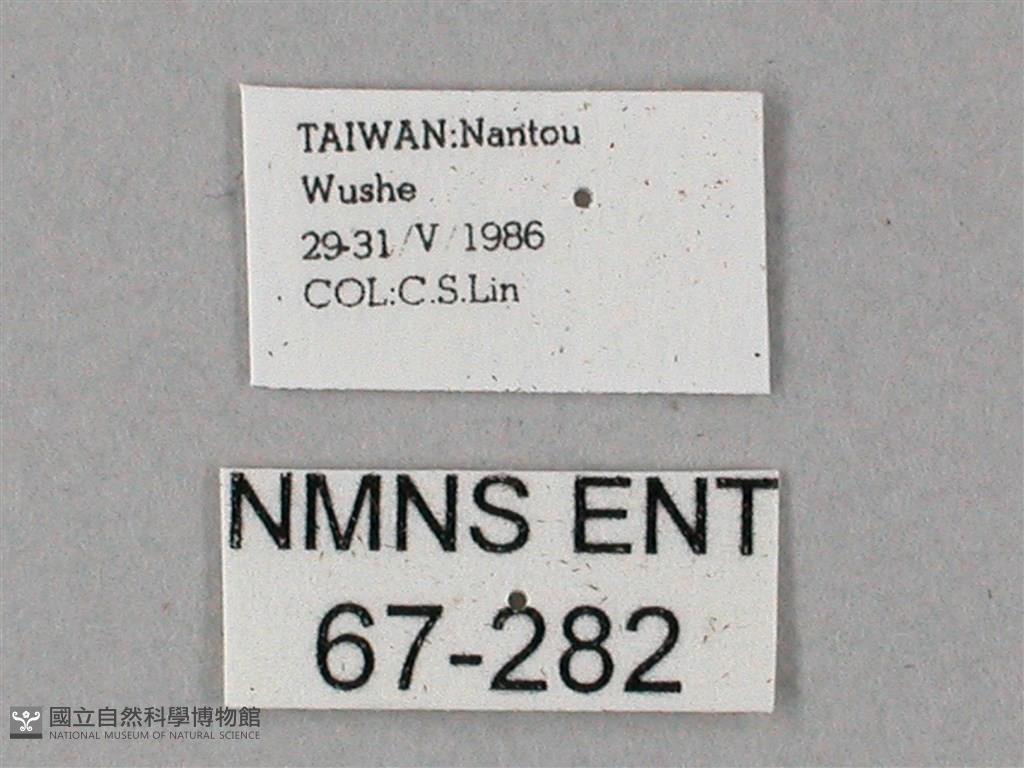 TAIWAN:Nantou
Wushe
29-31/V/1986
COL:C.S.Lin
NMNS ENT
67-282
國立自然科學博物館
NATIONAL MUSEUM OF NATURAL SCIENCE